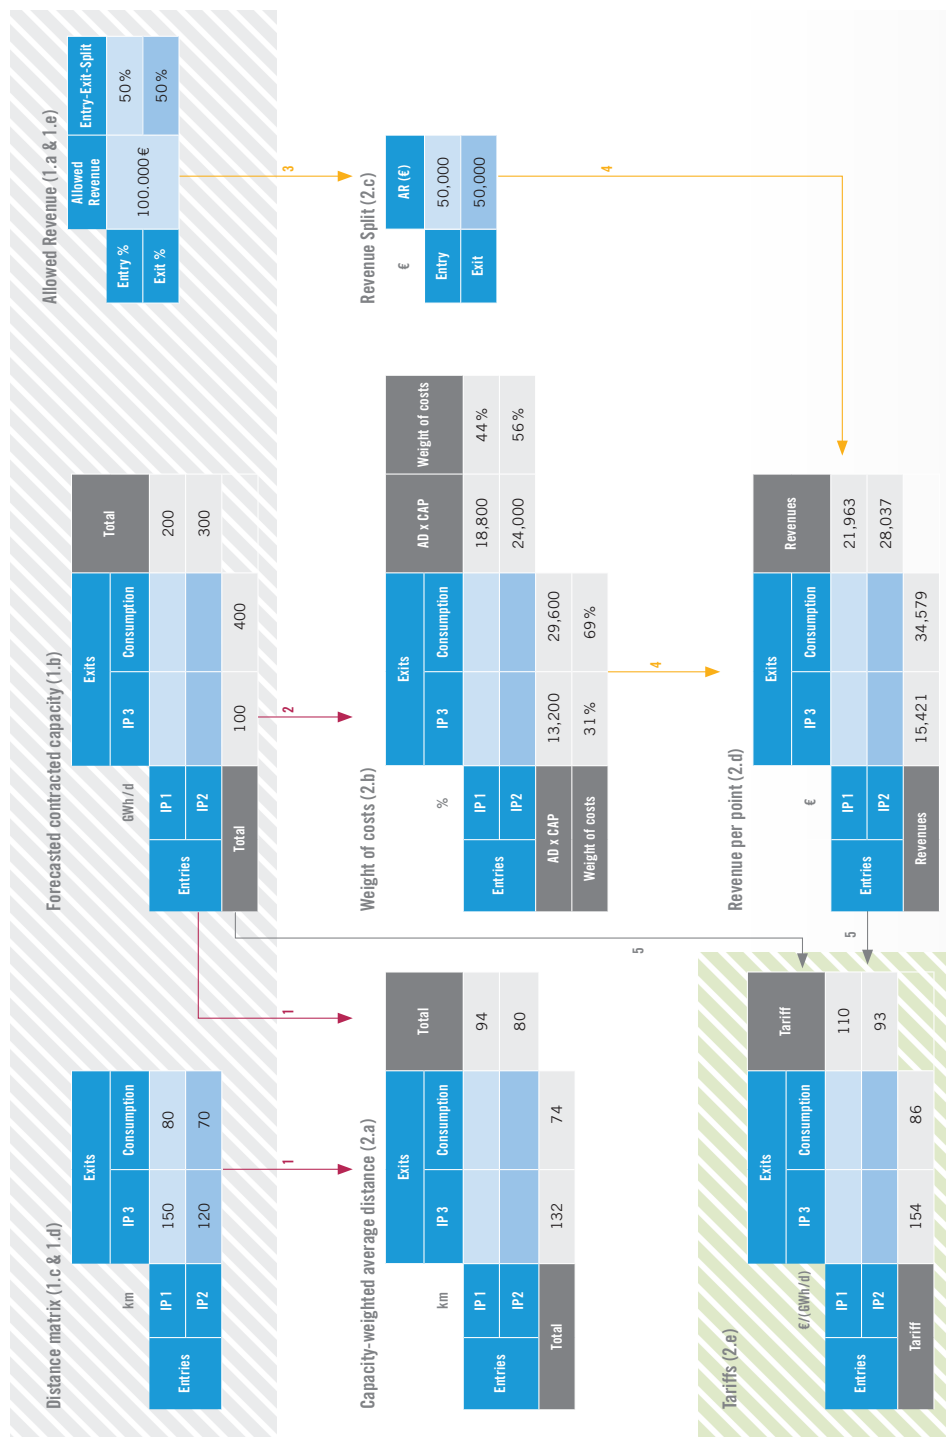 Distance matrix (1.c & 1.d)
km
Exits
IP 3
Consumption
Entries
IP 1
150
80
IP2
120
70
Forecasted contracted capacity (1.b)
GWh / d
Exits
Total
IP 3
Consumption
Entries
IP 1
200
IP2
300
Total
100
400
Allowed Revenue (1.a & 1.e)
Allowed
Revenue
Entry-Exit-Split
Entry %
100.000 €
50 %
Exit %
50 %
1
1
2
3
Capacity-weighted average distance (2.a)
km
Exits
Total
IP 3
Consumption
Entries
IP 1
94
IP2
80
Total
132
74
Weight of costs (2.b)
%
Exits
AD x CAP
Weight of costs
IP 3
Consumption
Entries
IP 1
18,800
44 %
IP2
24,000
56 %
AD x CAP
13,200
29,600
Weight of costs
31 %
69 %
Revenue Split (2.c)
€
AR (€)
Entry
50,000
Exit
50,000
5
4
4
Tariffs (2.e)
€/(GWh/d)
Exits
Tariff
IP 3
Consumption
Entries
IP 1
110
IP2
93
Tariff
154
86
5
Revenue per point (2.d)
€
Exits
Revenues
IP 3
Consumption
Entries
IP 1
21,963
IP2
28,037
Revenues
15,421
34,579